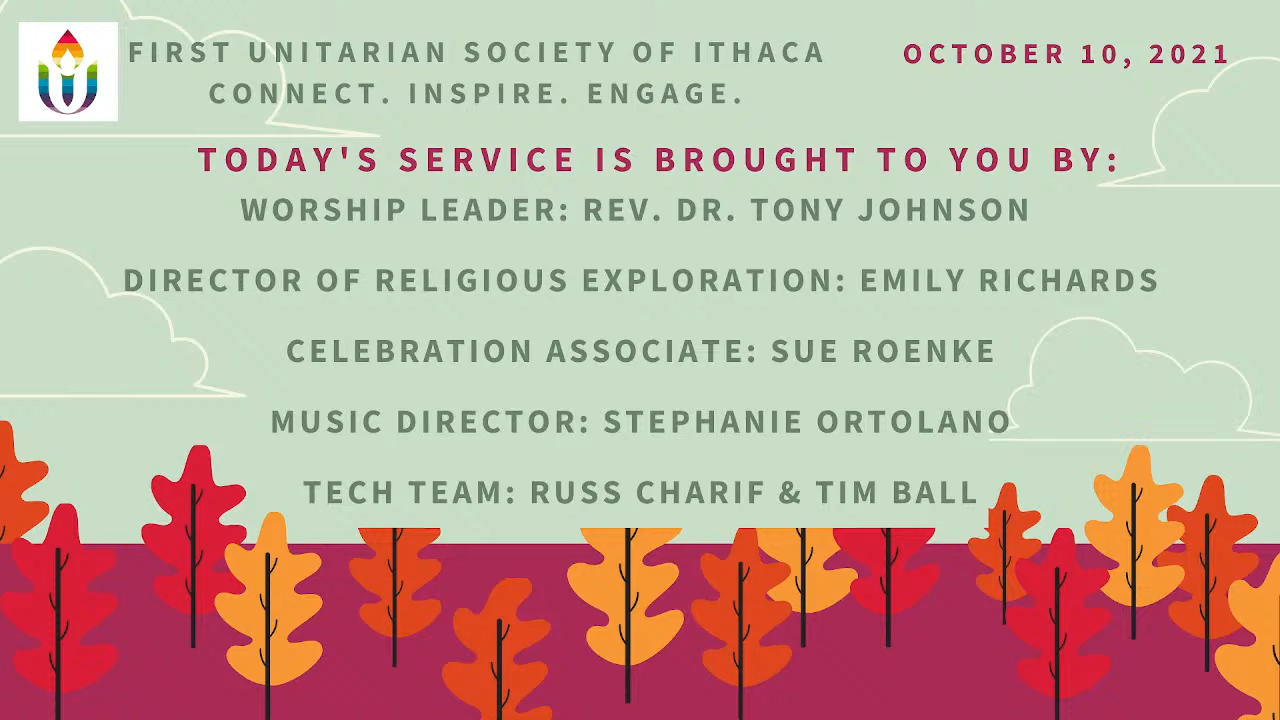 FIRST UNITARIAN SOCIETY OF ITHACA
CONNECT. INSPIRE. ENGAGE.
OCTOBER 10, 2021
TODAY'S SERVICE IS BROUGHT TO YOU BY:
WORSHIP LEADER: REV. DR. TONY JOHNSON
DIRECTOR OF RELIGIOUS EXPLORATION: EMILY RICHARDS
CELEBRATION ASSOCIATE: SUE ROENKE
MUSIC DIRECTOR: STEPHANIE ORTOLANO
TECH TEAM: RUSS CHARIF & TIM BALL